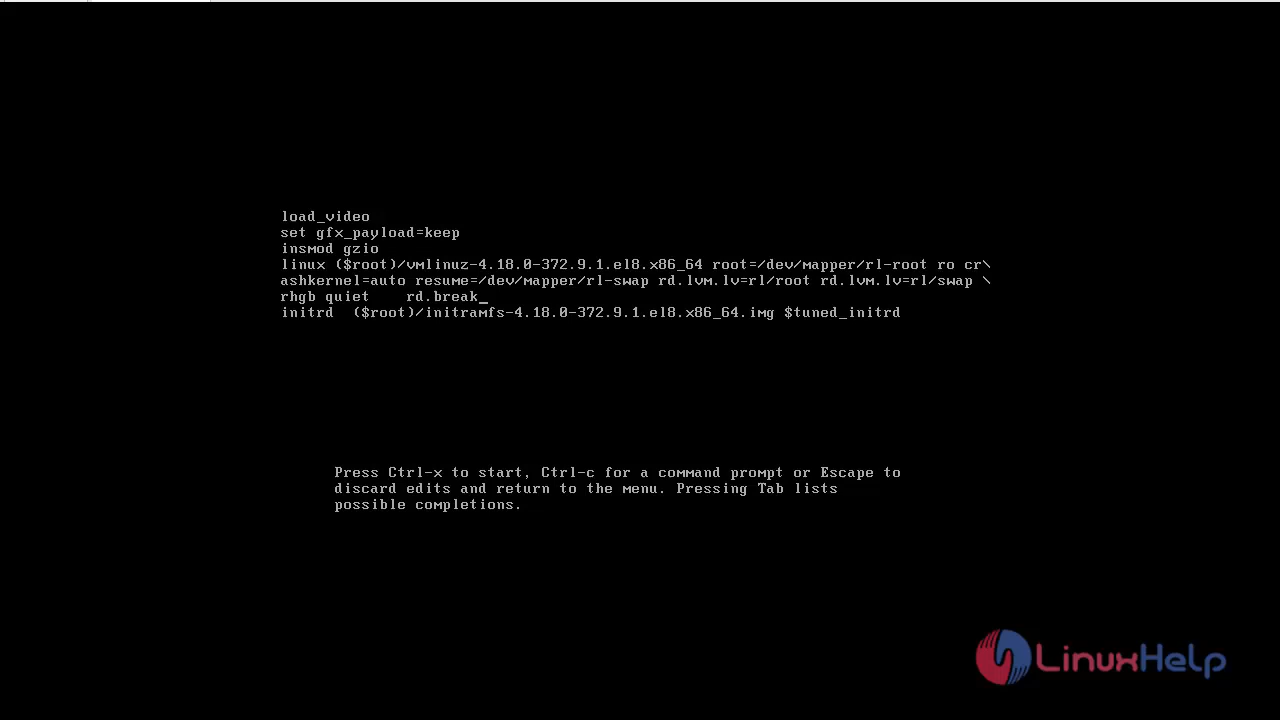 load_video
set gfx_payload=keep
insmod gzio
linux ($root)/vmlinuz-4.18.0-372.9.1.el8.x86_64 root=/dev/mapper/rl-root ro cr\
ashkernel=auto resume=/dev/mapper/rl-swap rd.lvm.lv=rl/root rd.lvm.lv=rl/swap \
rhgb quiet    rd.break_
initrd  ($root)/initramfs-4.18.0-372.9.1.el8.x86_64.img $tuned_initrd
Press Ctrl-x to start, Ctrl-c for a command prompt or Escape to
discard edits and return to the menu. Pressing Tab lists
possible completions.
LinuxHelp